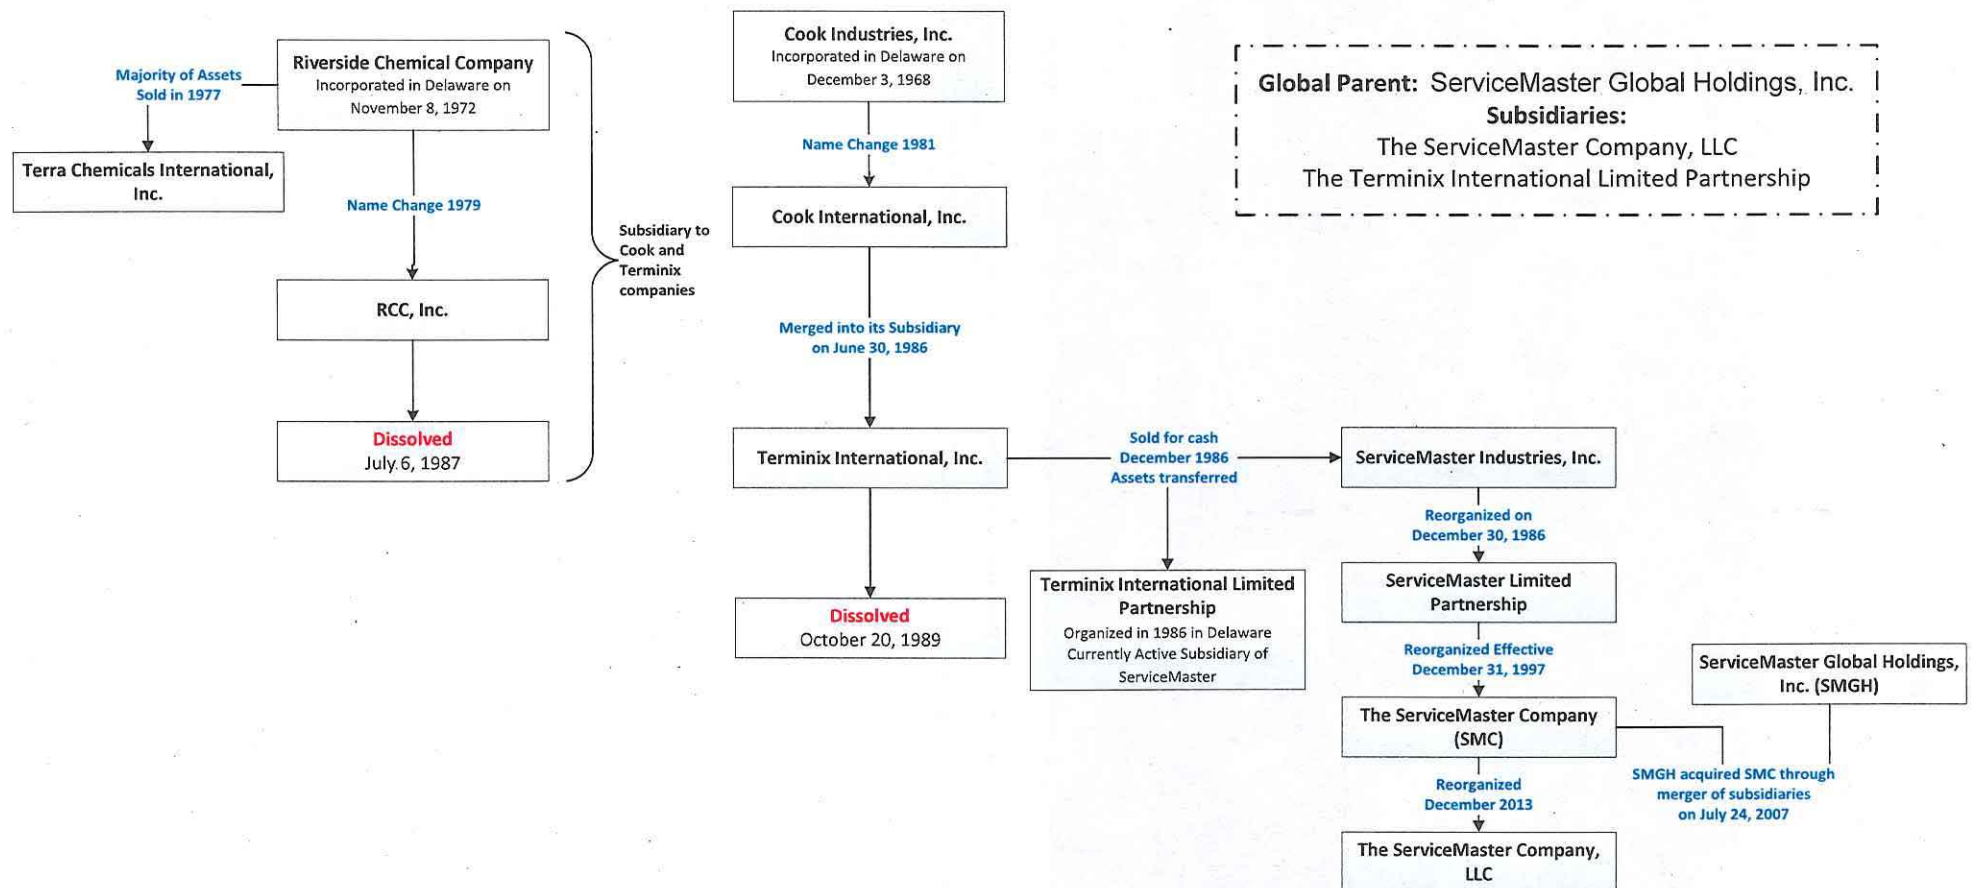 Majority of Assets
Sold in 1977
Riverside Chemical Company
Incorporated in Delaware on
November 8, 1972
Terra Chemicals International,
Inc.
Name Change 1979
RCC, Inc.
Dissolved
July 6, 1987
Subsidiary to
Cook and
Terminix
companies
Cook Industries, Inc.
Incorporated in Delaware on
December 3, 1968
Name Change 1981
Cook International, Inc.
Merged into its Subsidiary
on June 30, 1986
Terminix International, Inc.
Dissolved
October 20, 1989
Sold for cash
December 1986
Assets transferred
Terminix International Limited
Partnership
Organized in 1986 in Delaware
Currently Active Subsidiary of
ServiceMaster
Global Parent: ServiceMaster Global Holdings, Inc.
Subsidiaries:
The ServiceMaster Company, LLC
The Terminix International Limited Partnership
ServiceMaster Industries, Inc.
Reorganized on
December 30, 1986
ServiceMaster Limited
Partnership
Reorganized Effective
December 31, 1997
The ServiceMaster Company
(SMC)
Reorganized
December 2013
The ServiceMaster Company,
LLC
ServiceMaster Global Holdings,
Inc. (SMGH)
SMGH acquired SMC through
merger of subsidiaries
on July 24, 2007